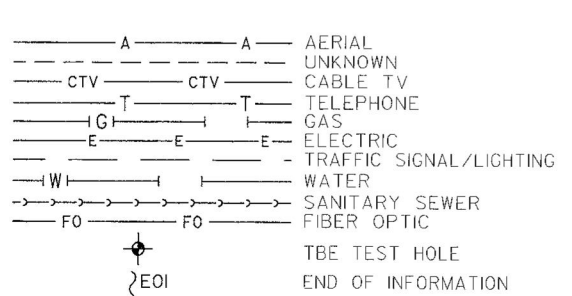 A A AERIAL
UNKNOWN
CTV CTV CABLE TV
T T TELEPHONE
G GAS
E E E ELECTRIC
TRAFFIC SIGNAL/LIGHTING
W WATER
SANITARY SEWER
FO FO FIBER OPTIC
TBE TEST HOLE
EOI END OF INFORMATION